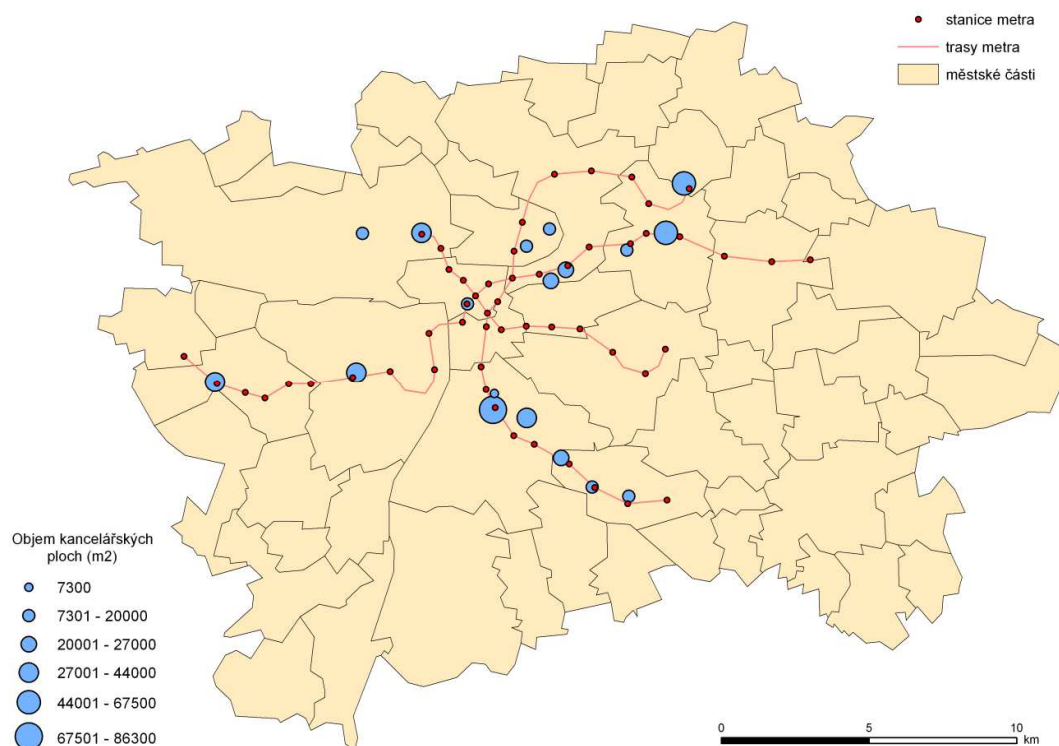 stanice metra
trasy metra
městské části
Objem kancelářských
ploch (m2)
7300
7301 - 20000
20001 - 27000
27001 - 44000
44001 - 67500
67501 - 86300
0 5 10
km